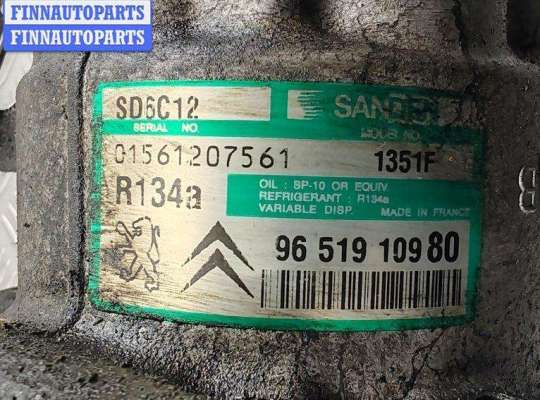 FINNAUTOPARTS
FINNAUTOPARTS
SD6C12
SERIAL NO.
01561207561
1351F
R134a
OIL : SP-10 OR EQUIV.
REFRIGERANT : R134a
VARIABLE DISP. MADE IN FRANCE
96 519 109 80